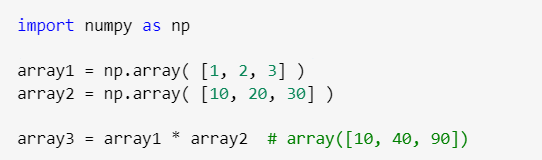 import numpy as np
array1 = np.array( [1, 2, 3] )
array2 = np.array( [10, 20, 30] )
array3 = array1 * array2  # array([10, 40, 90])